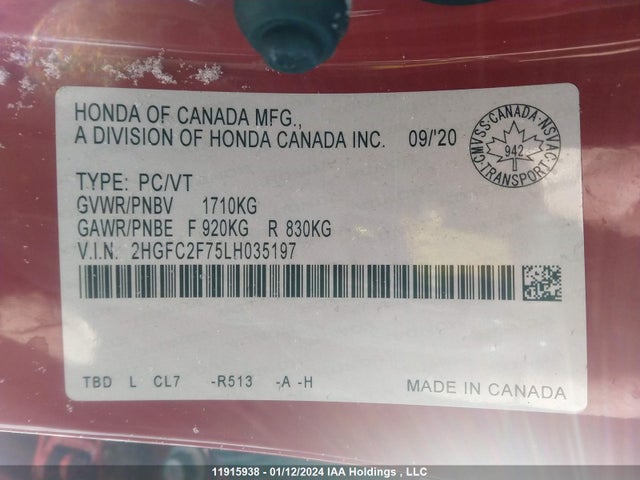 HONDA OF CANADA MFG.,
A DIVISION OF HONDA CANADA INC. 09/'20
CMVSS·CANADA·NSVAC
942
TRANSPORT
TYPE: PC/VT
GVWR/PNBV 1710KG
GAWR/PNBE F 920KG R 830KG
V.I.N. 2HGFC2F75LH035197
TBD L CL7 -R513 -A -H
MADE IN CANADA
11915938 - 01/12/2024 IAA Holdings , LLC